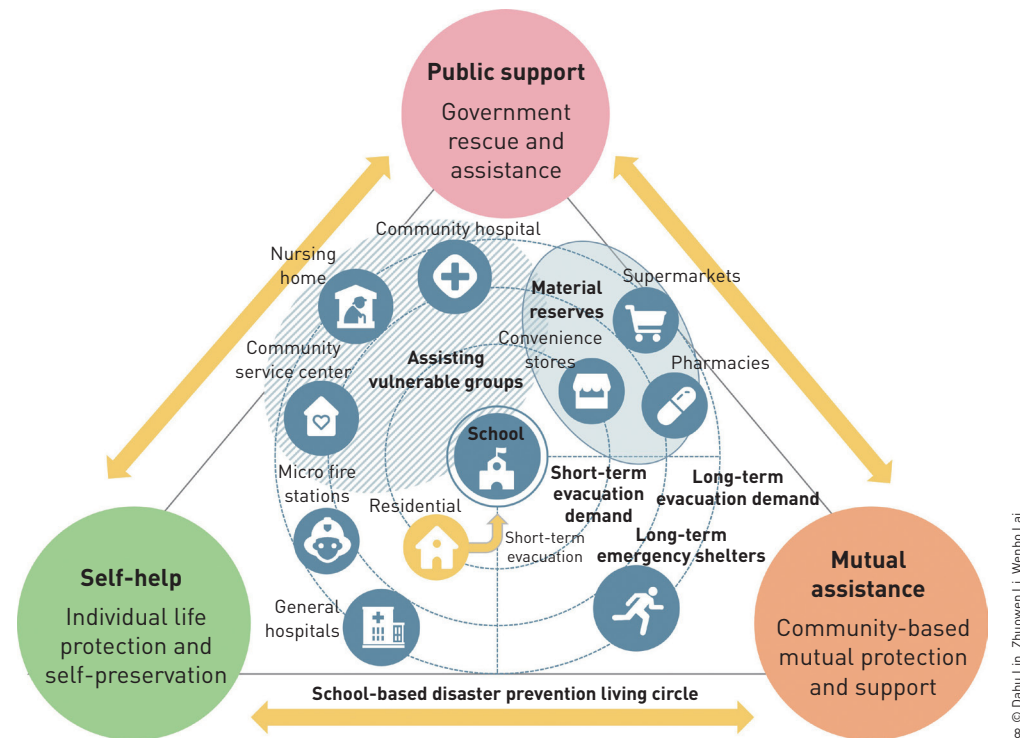 Public support
Government
rescue and
assistance
Community hospital
Nursing
home
Supermarkets
Material
reserves
Convenience
stores
Community
service center
Assisting
vulnerable groups
Pharmacies
School
Micro fire
stations
Short-term
evacuation
demand
Long-term
evacuation demand
Residential
Short-term
evacuation
Long-term
emergency shelters
General
hospitals
Self-help
Individual life
protection and
self-preservation
Mutual
assistance
Community-based
mutual protection
and support
School-based disaster prevention living circle
© Dabu Lin, Zhuowen Li, Wenbo Lai